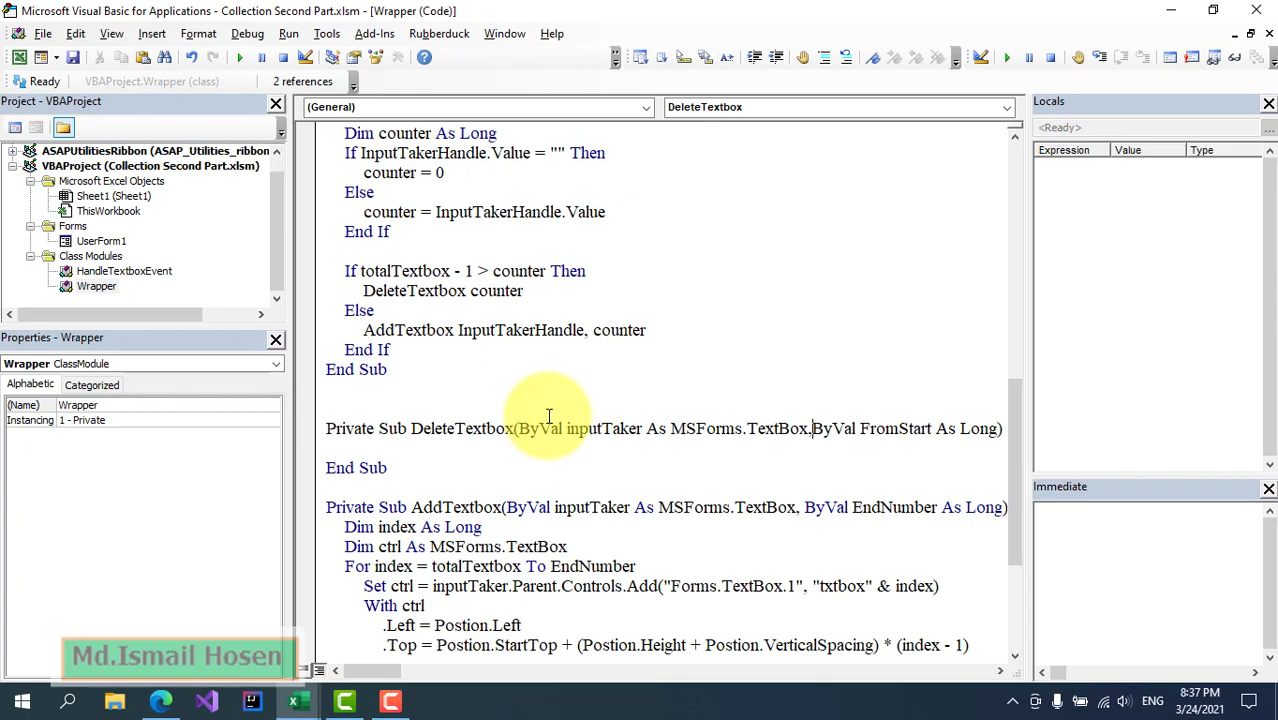 Microsoft Visual Basic for Applications - Collection Second Part.xlsm - [Wrapper (Code)]
File Edit View Insert Format Debug Run Tools Add-Ins Rubberduck Window Help
Ready VBAProject.Wrapper (class) 2 references
Project - VBAProject
ASAPUtilitiesRibbon (ASAP_Utilities_ribbon
VBAProject (Collection Second Part.xlsm)
Microsoft Excel Objects
Sheet1 (Sheet1)
ThisWorkbook
Forms
UserForm1
Class Modules
HandleTextboxEvent
Wrapper
Properties - Wrapper
Wrapper ClassModule
Alphabetic Categorized
(Name) Wrapper
Instancing 1 - Private
(General) DeleteTextbox
Dim counter As Long
If InputTakerHandle.Value = "" Then
counter = 0
Else
counter = InputTakerHandle.Value
End If
If totalTextbox - 1 > counter Then
DeleteTextbox counter
Else
AddTextbox InputTakerHandle, counter
End If
End Sub
Private Sub DeleteTextbox(ByVal inputTaker As MSForms.TextBox,ByVal FromStart As Long)
End Sub
Private Sub AddTextbox(ByVal inputTaker As MSForms.TextBox, ByVal EndNumber As Long)
Dim index As Long
Dim ctrl As MSForms.TextBox
For index = totalTextbox To EndNumber
Set ctrl = inputTaker.Parent.Controls.Add("Forms.TextBox.1", "txtbox" & index)
With ctrl
.Left = Postion.Left
.Top = Postion.StartTop + (Postion.Height + Postion.VerticalSpacing) * (index - 1)
Locals
<Ready>
Expression Value Type
Immediate
Md.Ismail Hosen
ENG
8:37 PM
3/24/2021